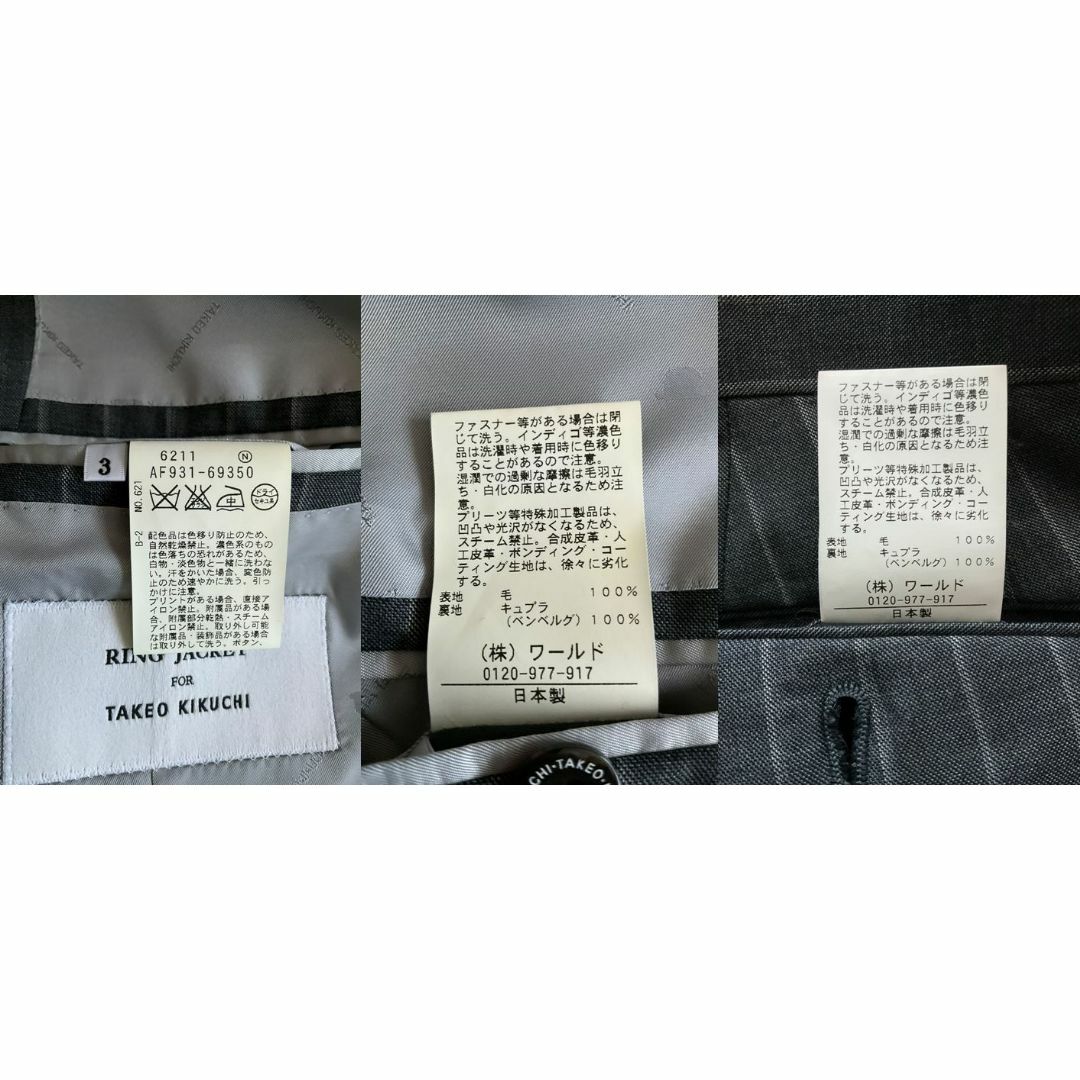 TAKEO KIKUCHI
TAKEO KIKUCHI
3
6211 N
AF931-69350
中
ドライ
セキユ系
NO.621
B-2
配色品は色移り防止のため、
自然乾燥禁止。濃色系のもの
は色落ちの恐れがあるため、
白物・淡色物と一緒に洗わな
い。汗をかいた場合、変色防
止のため速やかに洗う。引っ
かけに注意。
プリントがある場合、直接ア
イロン禁止。附属品がある場
合、附属部分乾熱・スチーム
アイロン禁止。取り外し可能
な附属品・装飾品がある場合
は取り外して洗う。ボタン、
RING JACKET
FOR
TAKEO KIKUCHI
ファスナー等がある場合は閉
じて洗う。インディゴ等濃色
品は洗濯時や着用時に色移り
することがあるので注意。
湿潤での過剰な摩擦は毛羽立
ち・白化の原因となるため注
意。
プリーツ等特殊加工製品は、
凹凸や光沢がなくなるため、
スチーム禁止。合成皮革・人
工皮革・ボンディング・コー
ティング生地は、徐々に劣化
する。
表地 毛 100%
裏地 キュプラ
(ベンベルグ) 100%
(株) ワールド
0120-977-917
日本製
CHI・TAKEO・
ファスナー等がある場合は閉
じて洗う。インディゴ等濃色
品は洗濯時や着用時に色移り
することがあるので注意。
湿潤での過剰な摩擦は毛羽立
ち・白化の原因となるため注
意。
プリーツ等特殊加工製品は、
凹凸や光沢がなくなるため、
スチーム禁止。合成皮革・人
工皮革・ボンディング・コー
ティング生地は、徐々に劣化
する。
表地 毛 100%
裏地 キュプラ
(ベンベルグ) 100%
(株) ワールド
0120-977-917
日本製